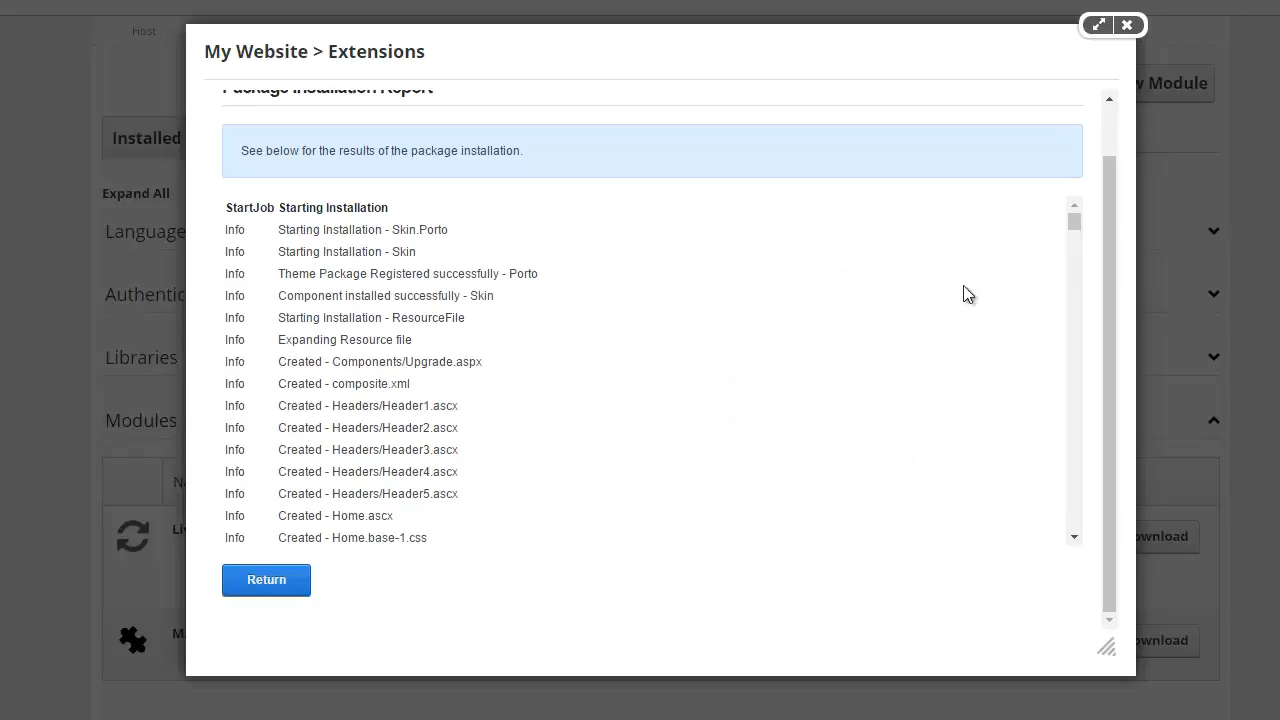 Host
My Website > Extensions
Package Installation Report
w Module
Installed
See below for the results of the package installation.
Expand All
StartJob Starting Installation
Info Starting Installation - Skin.Porto
Language
Info Starting Installation - Skin
Info Theme Package Registered successfully - Porto
Authentic
Info Component installed successfully - Skin
Info Starting Installation - ResourceFile
Info Expanding Resource file
Libraries
Info Created - Components/Upgrade.aspx
Info Created - composite.xml
Info Created - Headers/Header1.ascx
Modules
Info Created - Headers/Header2.ascx
Info Created - Headers/Header3.ascx
Info Created - Headers/Header4.ascx
Info Created - Headers/Header5.ascx
Info Created - Home.ascx
Info Created - Home.base-1.css
ownload
Return
ownload